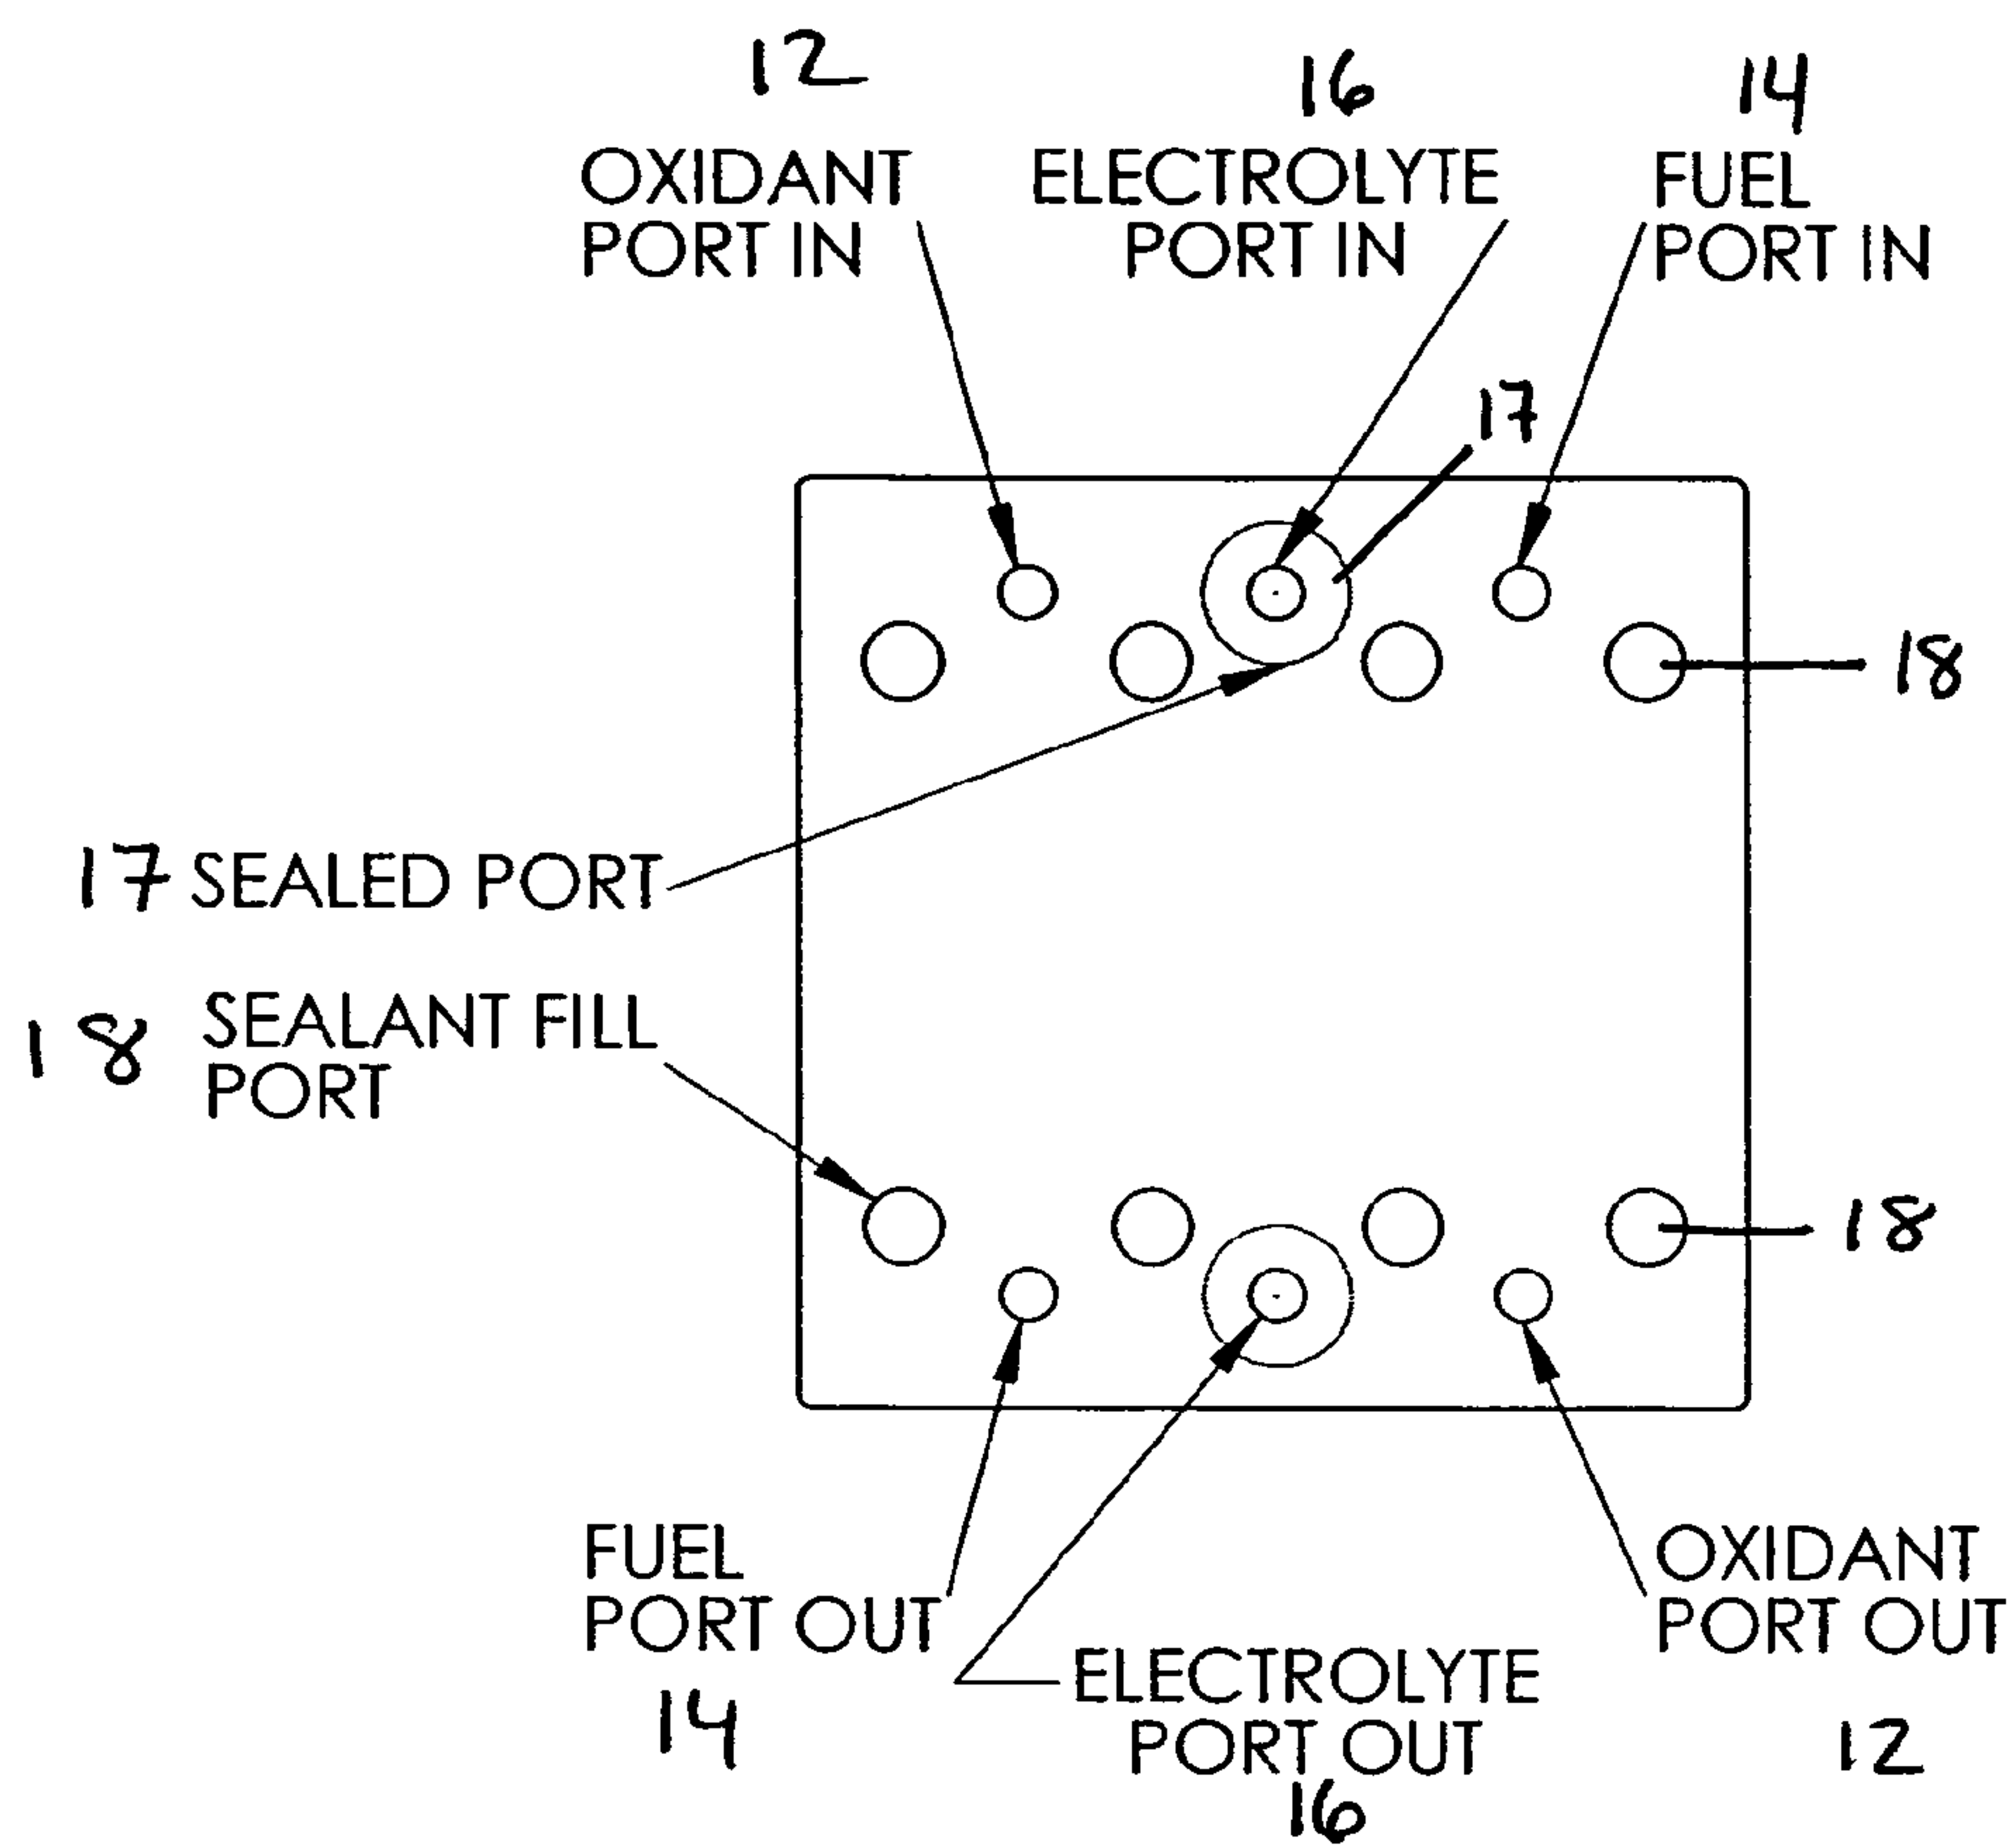 12
OXIDANT
PORT IN
16
ELECTROLYTE
PORT IN
14
FUEL
PORT IN
17
18
17 SEALED PORT
18 SEALANT FILL
PORT
18
FUEL
PORT OUT
14
ELECTROLYTE
PORT OUT
16
OXIDANT
PORT OUT
12